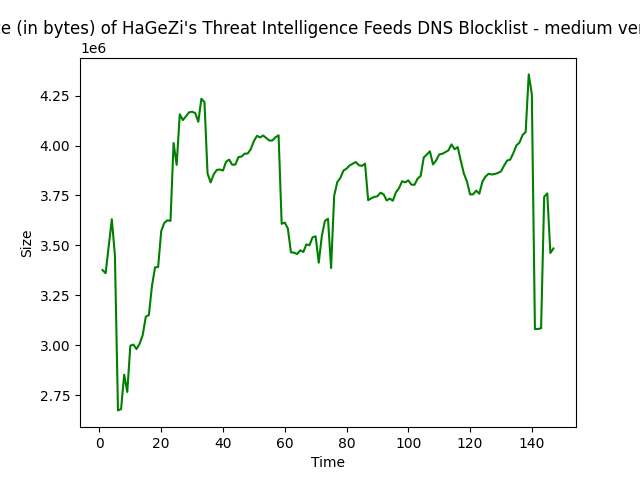 (in bytes) of HaGeZi's Threat Intelligence Feeds DNS Blocklist - medium
1e6
4.25
4.00
3.75
3.50
3.25
3.00
2.75
Size
0 20 40 60 80 100 120 140
Time